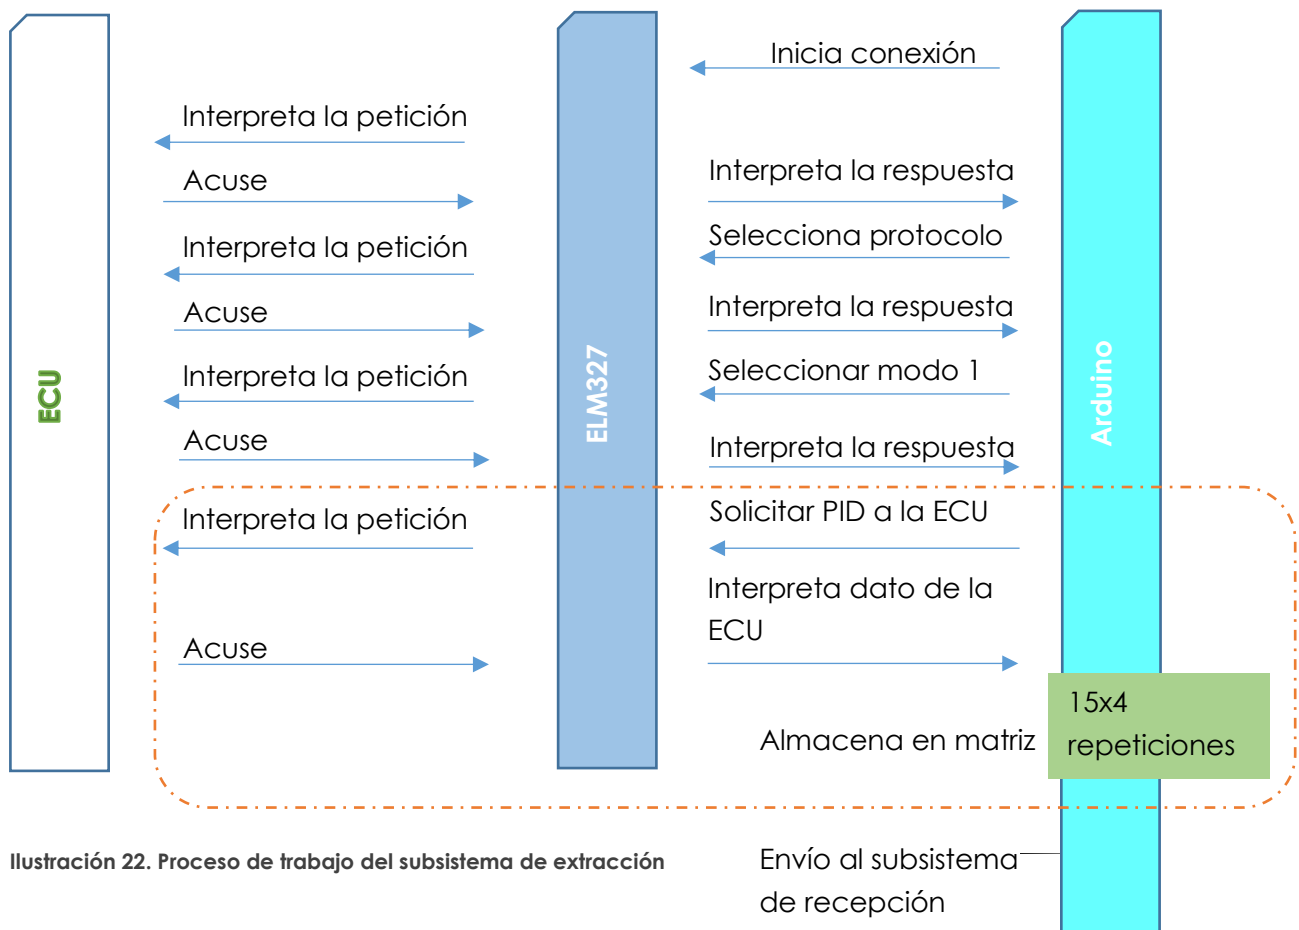 Inicia conexión
Interpreta la petición
Acuse
Interpreta la respuesta
Selecciona protocolo
Interpreta la petición
Acuse
Interpreta la respuesta
Seleccionar modo 1
Interpreta la petición
Acuse
Interpreta la respuesta
ECU
ELM327
Arduino
Solicitar PID a la ECU
Interpreta la petición
Interpreta dato de la
ECU
Acuse
15x4
repeticiones
Almacena en matriz
Ilustración 22. Proceso de trabajo del subsistema de extracción
Envío al subsistema
de recepción